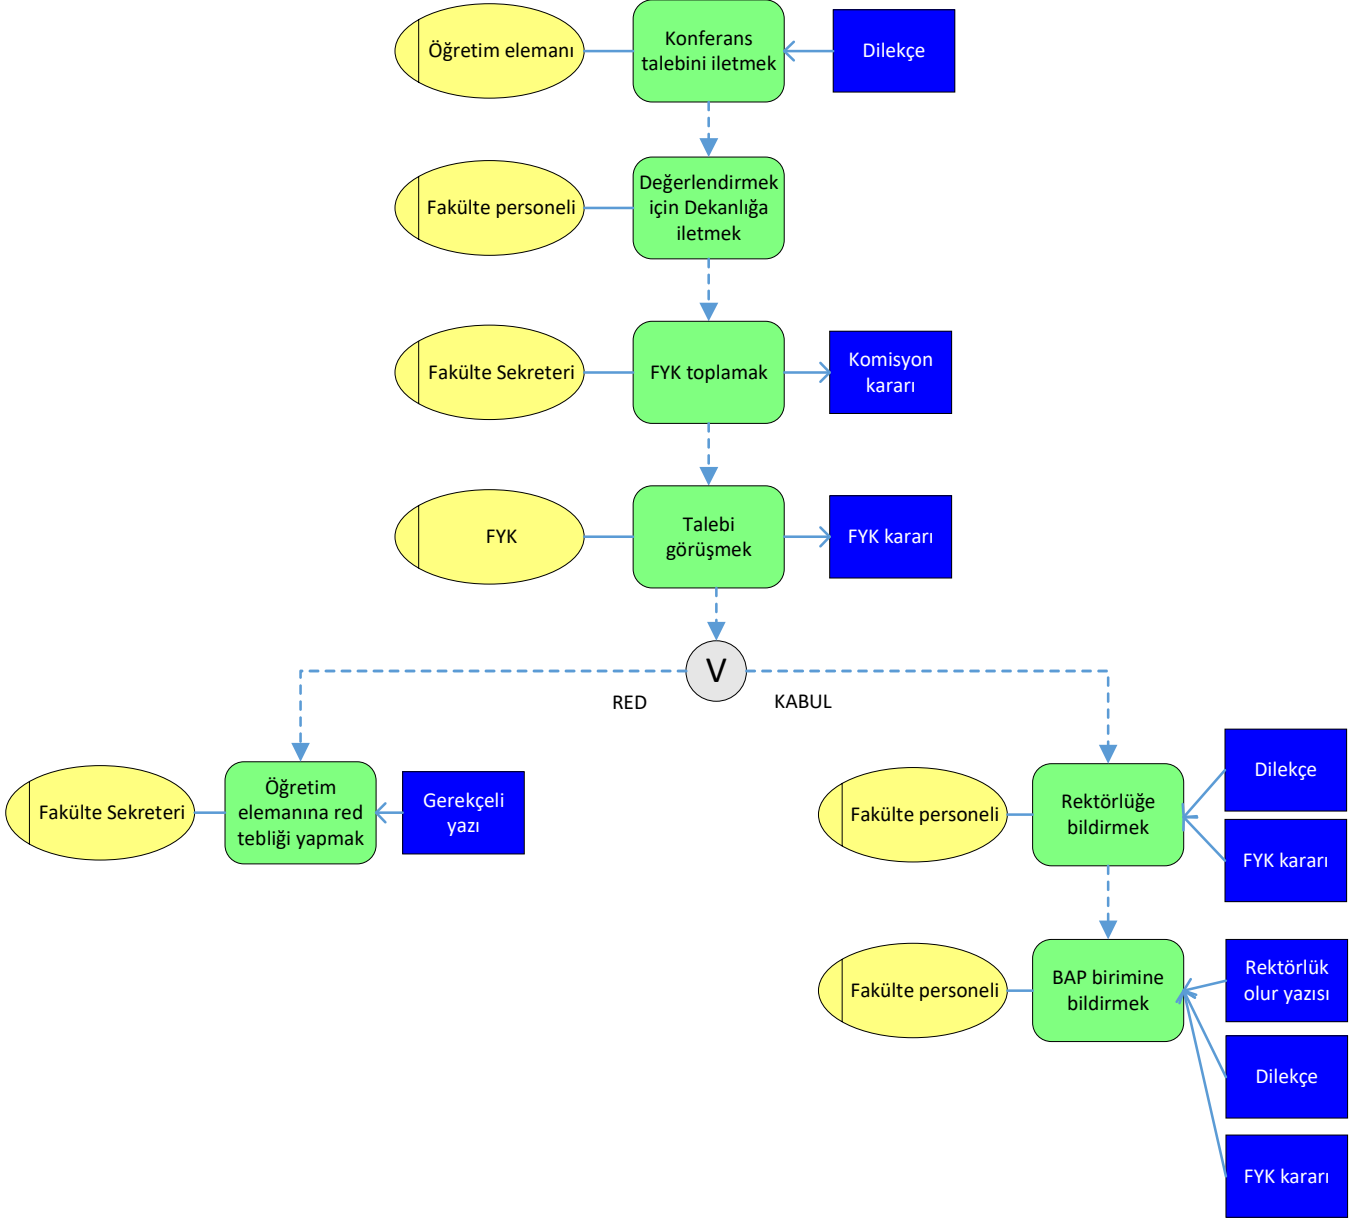 Öğretim elemanı
Konferans
talebini iletmek
Dilekçe
Fakülte personeli
Değerlendirmek
için Dekanlığa
iletmek
Fakülte Sekreteri
FYK toplamak
Komisyon
kararı
FYK
Talebi
görüşmek
FYK kararı
V
RED
KABUL
Fakülte Sekreteri
Öğretim
elemanına red
tebliği yapmak
Gerekçeli
yazı
Fakülte personeli
Rektörlüğe
bildirmek
Dilekçe
FYK kararı
Fakülte personeli
BAP birimine
bildirmek
Rektörlük
olur yazısı
Dilekçe
FYK kararı